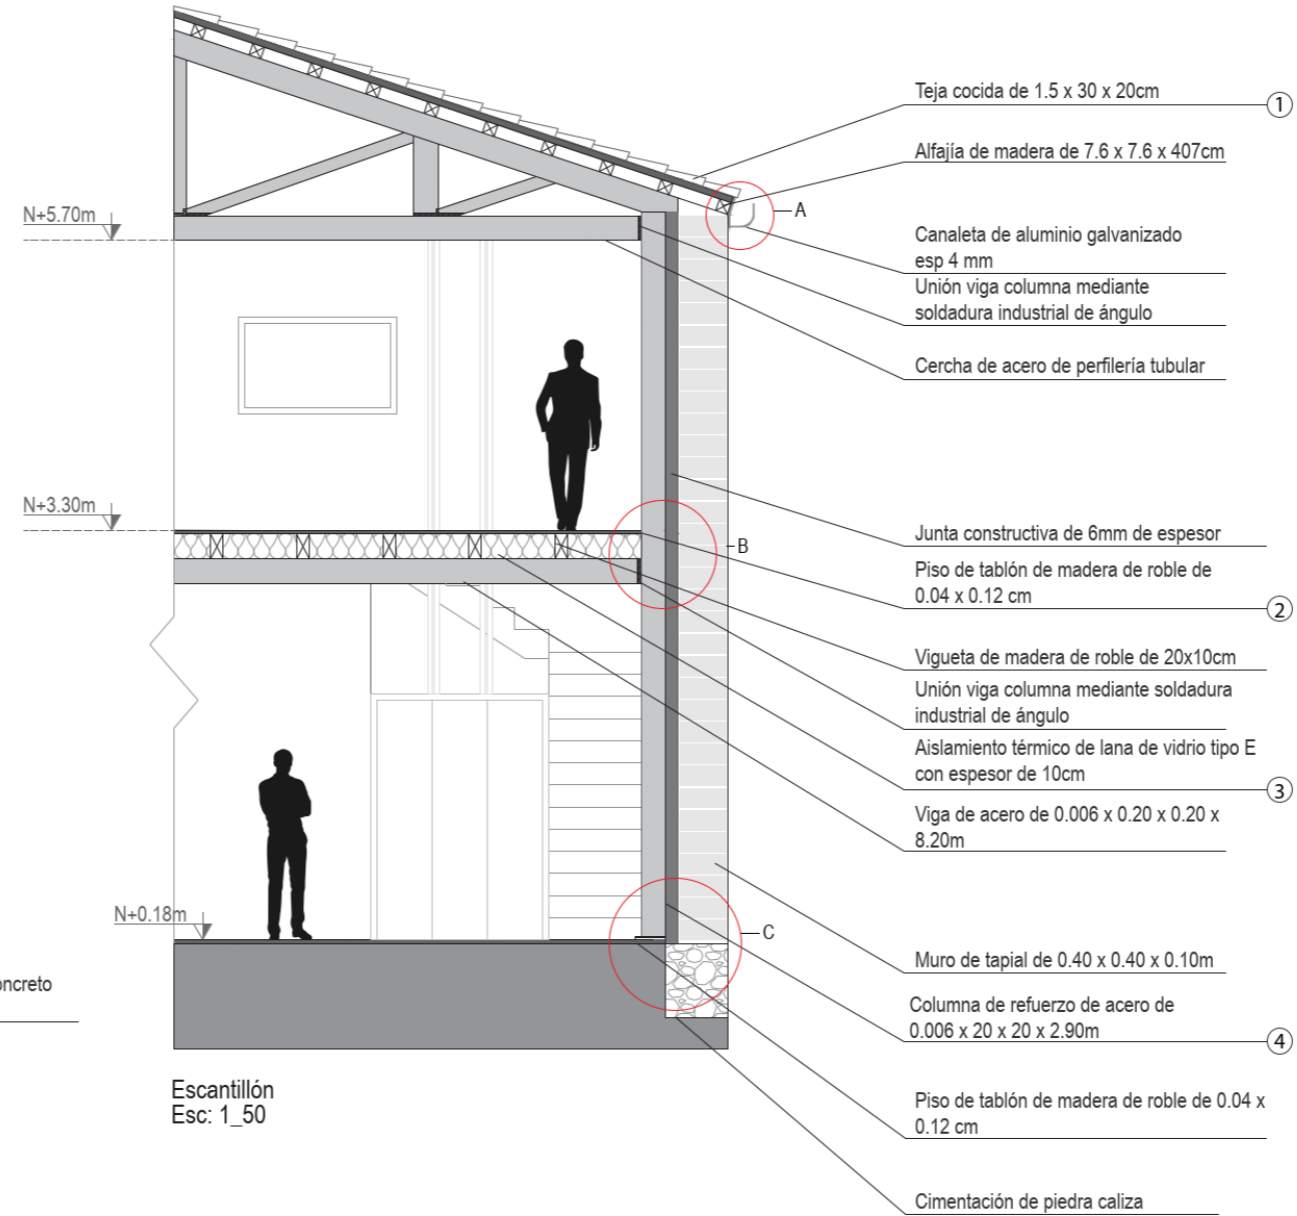 Teja cocida de 1.5 x 30 x 20cm
1
Alfajía de madera de 7.6 x 7.6 x 407cm
A
N+5.70m
Canaleta de aluminio galvanizado
esp 4 mm
Unión viga columna mediante
soldadura industrial de ángulo
Cercha de acero de perfilería tubular
N+3.30m
Junta constructiva de 6mm de espesor
B
Piso de tablón de madera de roble de
0.04 x 0.12 cm
2
Vigueta de madera de roble de 20x10cm
Unión viga columna mediante soldadura
industrial de ángulo
Aislamiento térmico de lana de vidrio tipo E
con espesor de 10cm
3
Viga de acero de 0.006 x 0.20 x 0.20 x
8.20m
N+0.18m
C
Muro de tapial de 0.40 x 0.40 x 0.10m
oncreto
Columna de refuerzo de acero de
0.006 x 20 x 20 x 2.90m
4
Escantillón
Esc: 1_50
Piso de tablón de madera de roble de 0.04 x
0.12 cm
Cimentación de piedra caliza